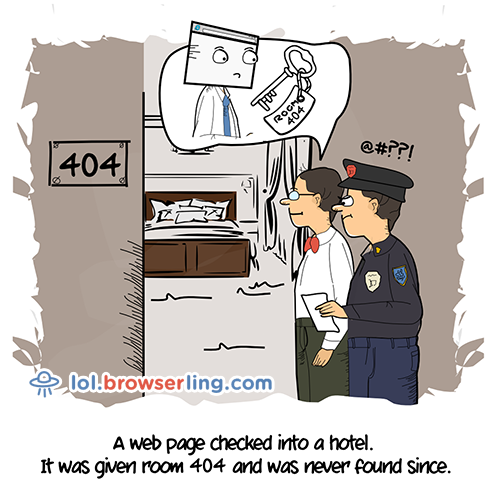 ROOM
404
@#??!
404
lol.browserling.com
A web page checked into a hotel.
It was given room 404 and was never found since.